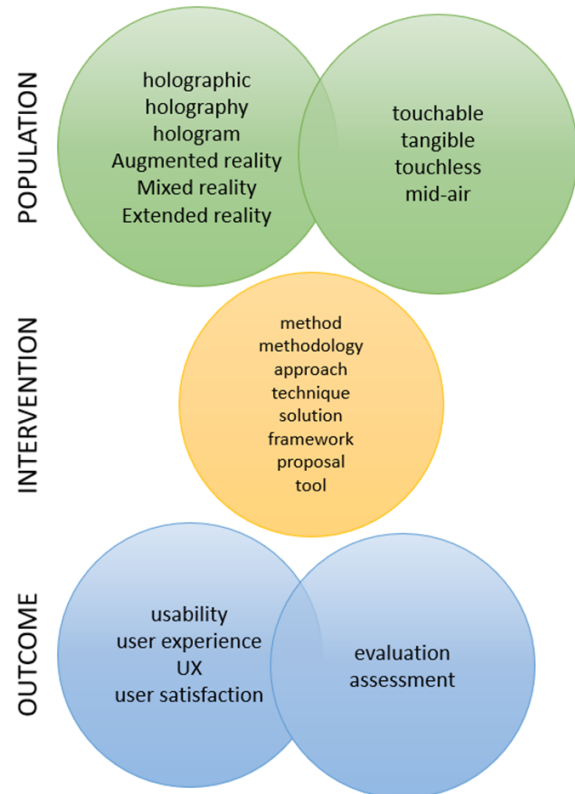 POPULATION
holographic
holography
hologram
Augmented reality
Mixed reality
Extended reality
touchable
tangible
touchless
mid-air
INTERVENTION
method
methodology
approach
technique
solution
framework
proposal
tool
OUTCOME
usability
user experience
UX
user satisfaction
evaluation
assessment